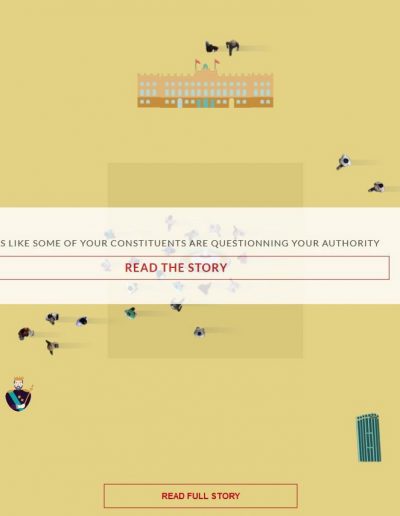 S LIKE SOME OF YOUR CONSTITUENTS ARE QUESTIONNING YOUR AUTHORITY
READ THE STORY
READ FULL STORY